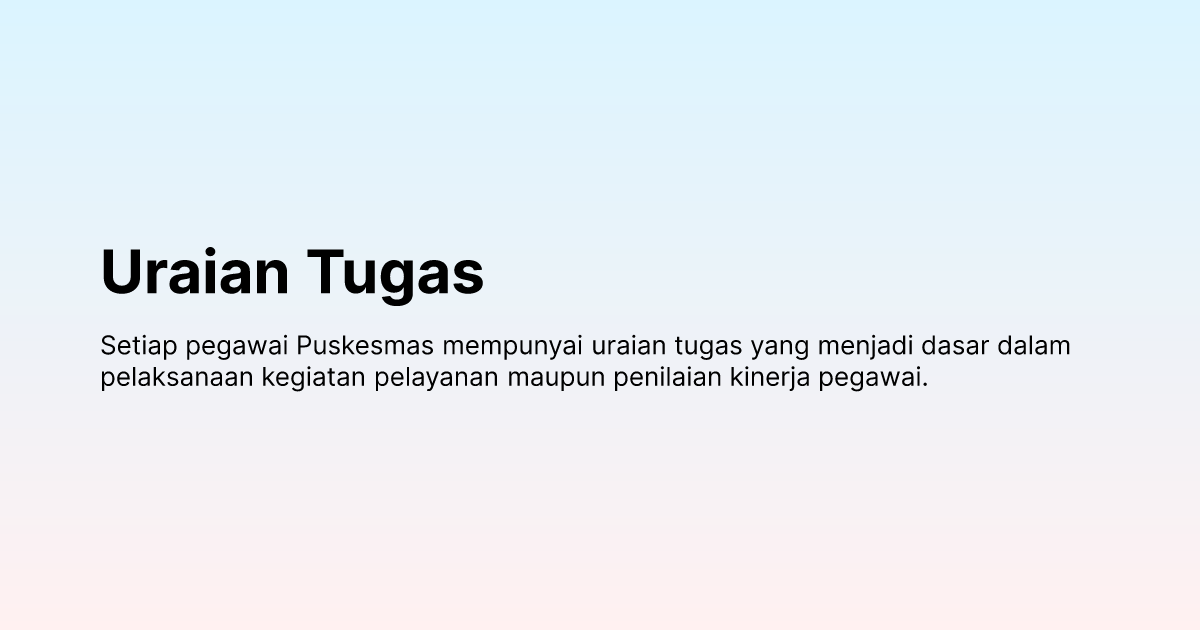 Uraian Tugas
Setiap pegawai Puskesmas mempunyai uraian tugas yang menjadi dasar dalam
pelaksanaan kegiatan pelayanan maupun penilaian kinerja pegawai.